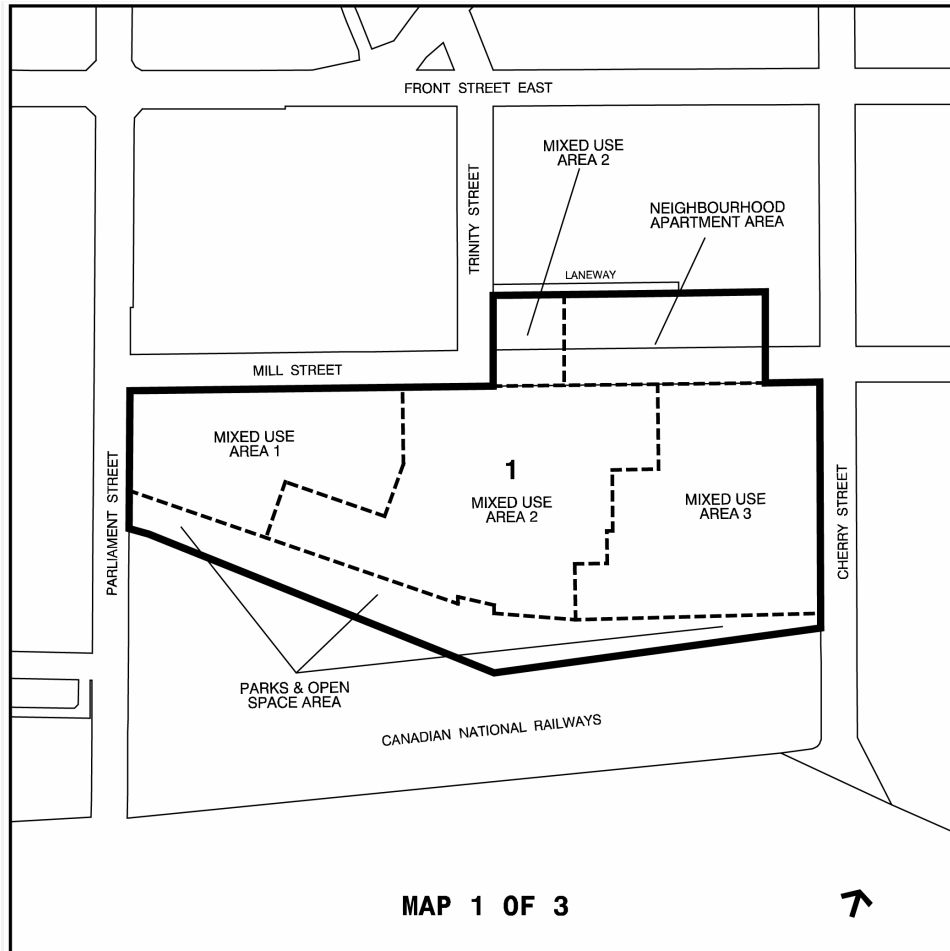 FRONT STREET EAST
MIXED USE
AREA 2
TRINITY STREET
NEIGHBOURHOOD
APARTMENT AREA
LANEWAY
MILL STREET
MIXED USE
AREA 1
1
MIXED USE
AREA 2
MIXED USE
AREA 3
PARLIAMENT STREET
CHERRY STREET
PARKS & OPEN
SPACE AREA
CANADIAN NATIONAL RAILWAYS
MAP 1 OF 3